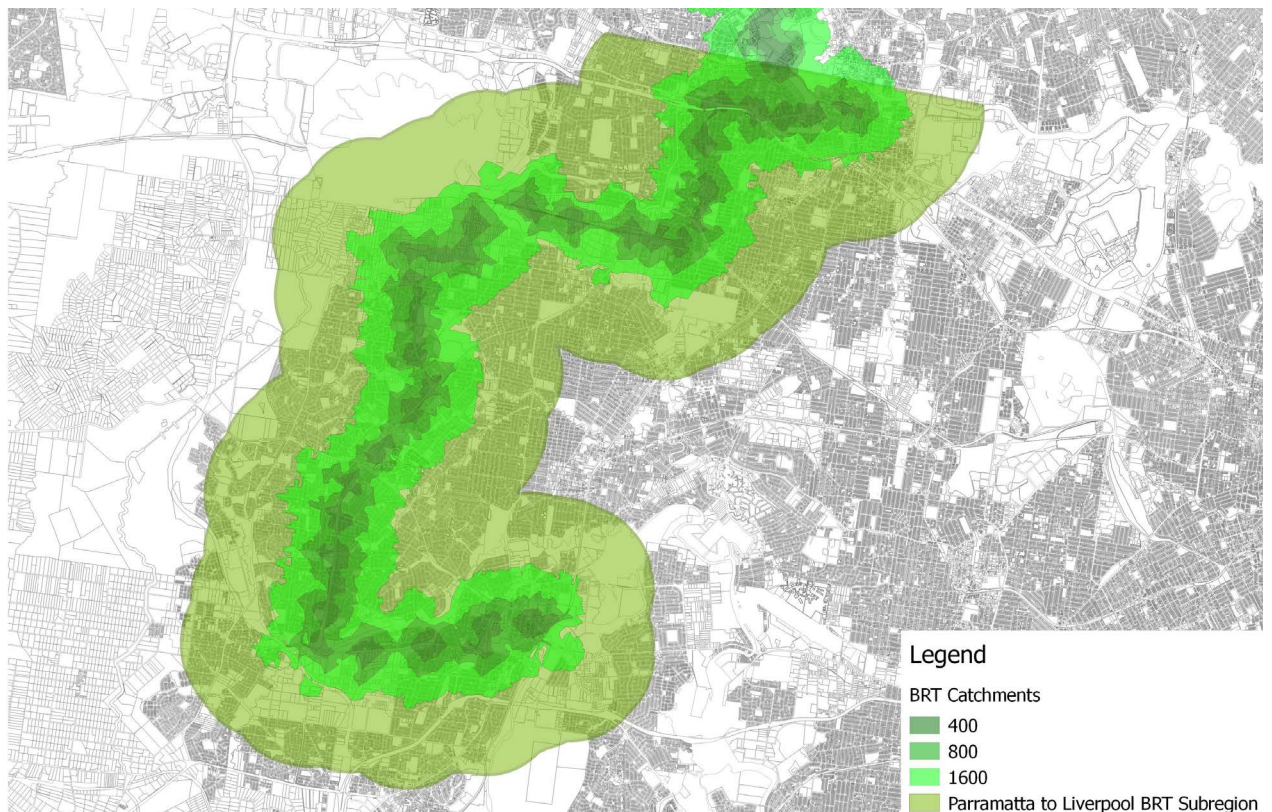 Legend
BRT Catchments
400
800
1600
Parramatta to Liverpool BRT Subregion